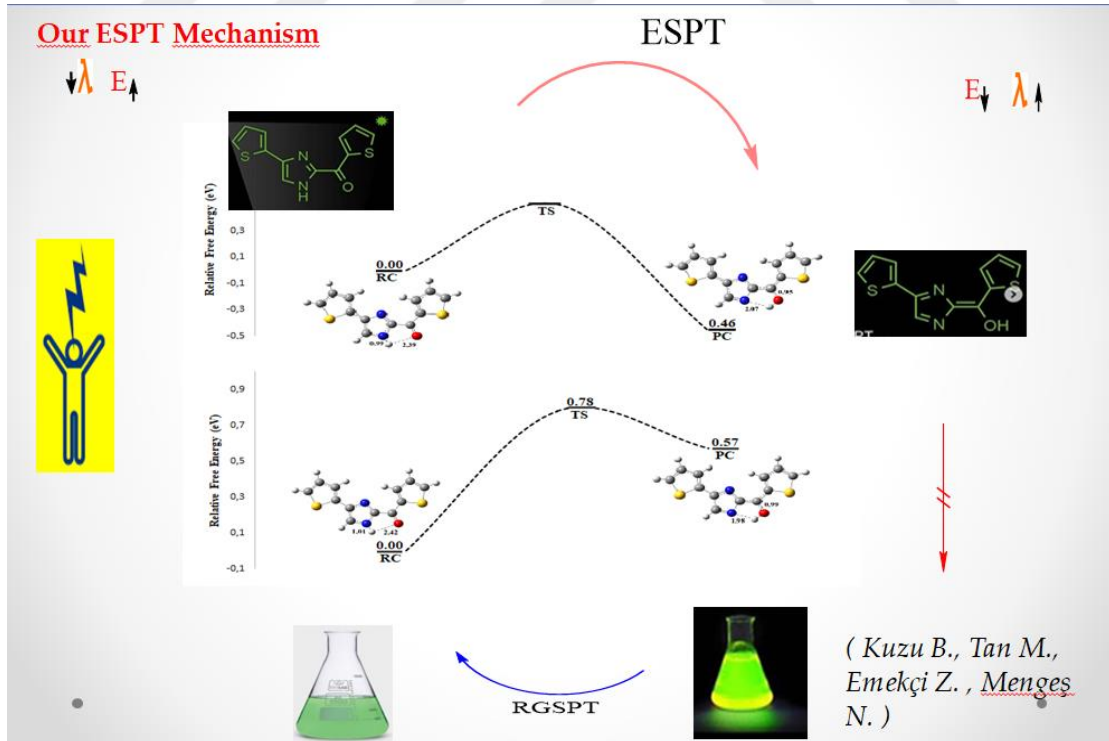 Our ESPT Mechanism
ESPT
λ E
E λ
S
N
N
H
O
S
Relative Free Energy (eV)
0,3
0,1
-0,1
-0,3
-0,5
0.00
RC
TS
0.46
PC
0.99
2.39
2.07
0.95
S
N
N
S
OH
Relative Free Energy (eV)
0,9
0,7
0,5
0,3
0,1
-0,1
0.00
RC
0.78
TS
0.57
PC
1.01
2.42
1.98
0.99
RGSPT
( Kuzu B., Tan M.,
Emekçi Z. , Mengeş
N. )